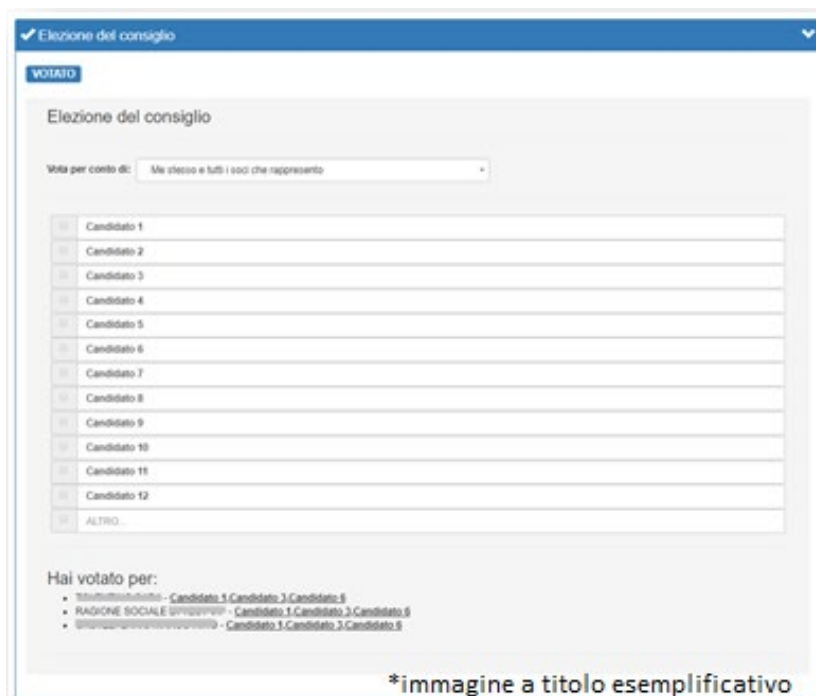 Elezione del consiglio
VOTATO
Elezione del consiglio
Vota per conto di: Me stesso e tutti i soci che rappresento
Candidato 1
Candidato 2
Candidato 3
Candidato 4
Candidato 5
Candidato 6
Candidato 7
Candidato 8
Candidato 9
Candidato 10
Candidato 11
Candidato 12
ALTRO...
Hai votato per:
- Candidato 1,Candidato 3,Candidato 6
RAGIONE SOCIALE - Candidato 1,Candidato 3,Candidato 6
- Candidato 1,Candidato 3,Candidato 6
*immagine a titolo esemplificativo